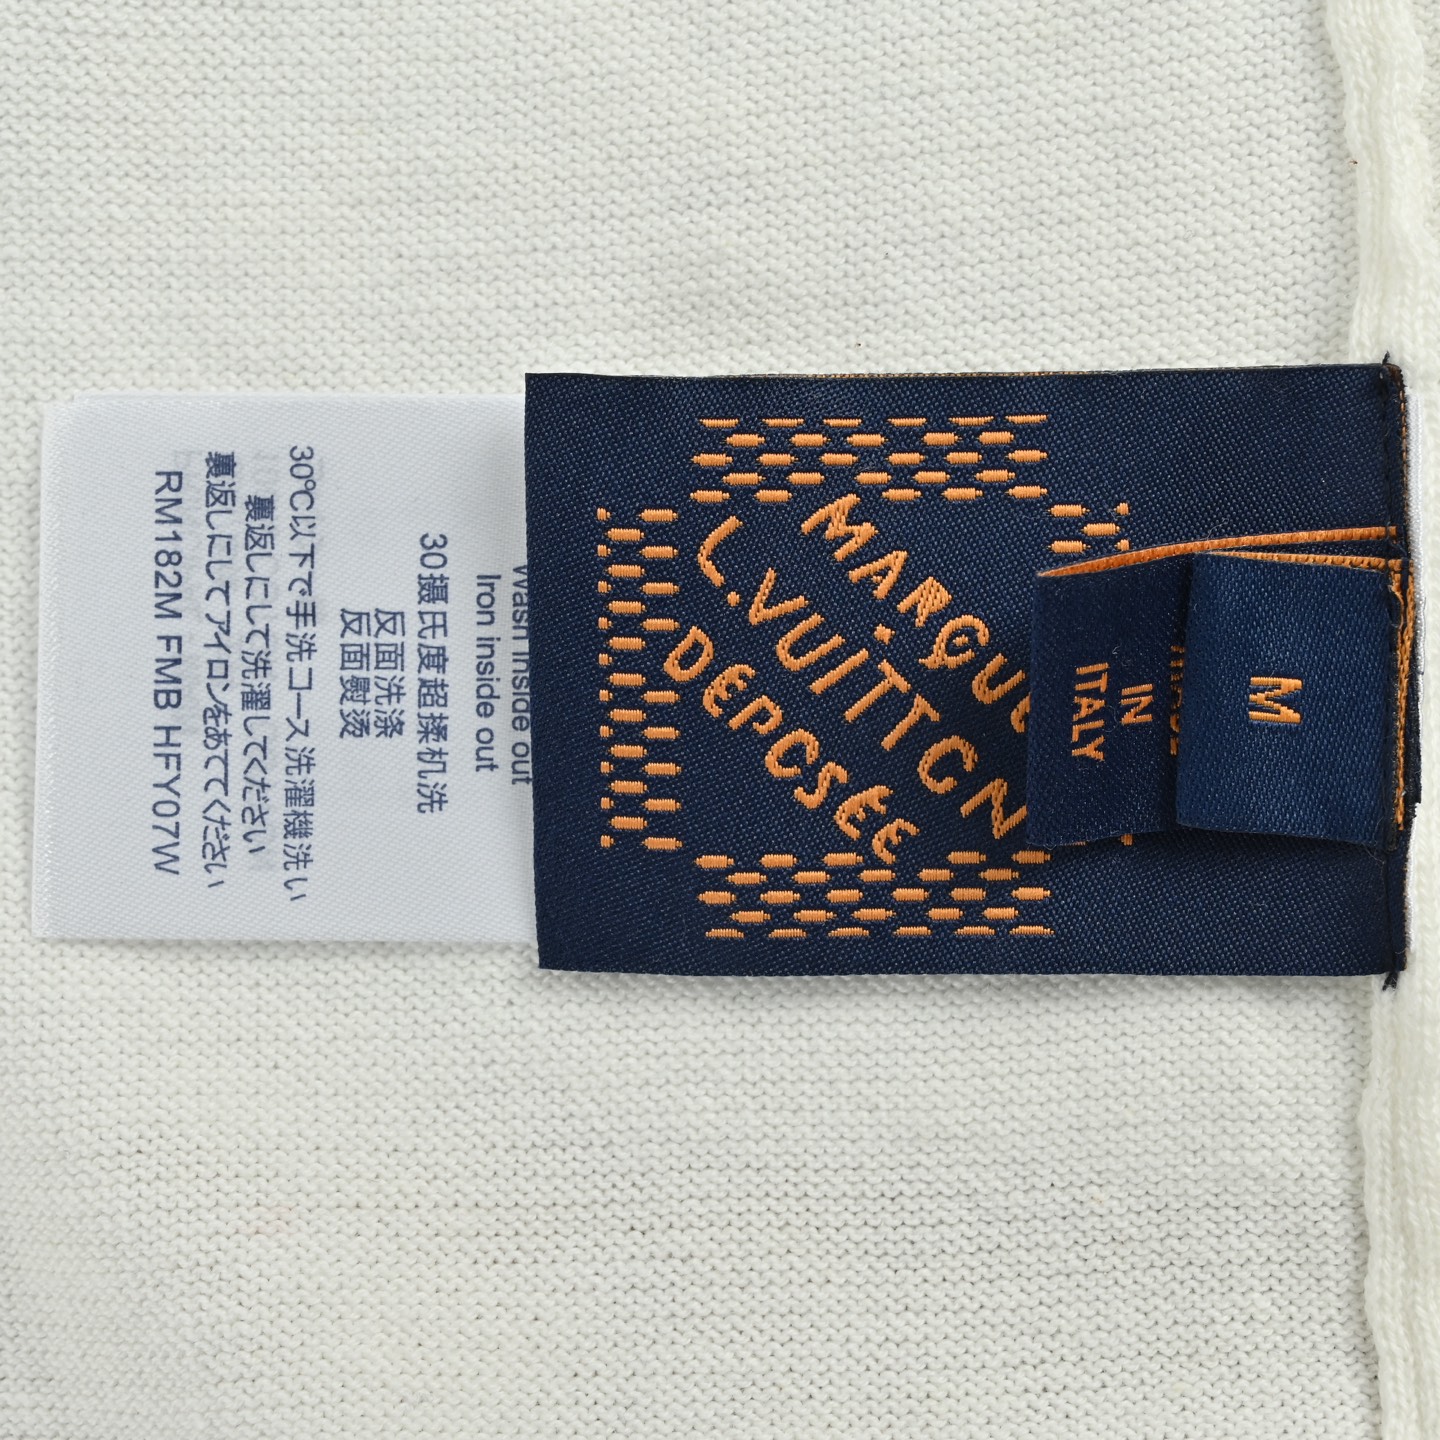 Wash inside out
Iron inside out
30摄氏度超揉机洗
反面洗涤
反面熨烫
30℃以下で手洗コース洗濯機洗い
裏返しにして洗濯してください
裏返しにしてアイロンをあててください
RM182M FMB HFY07W
MARQUE
L.VUITTON
DEPOSEE
IN
ITALY
M